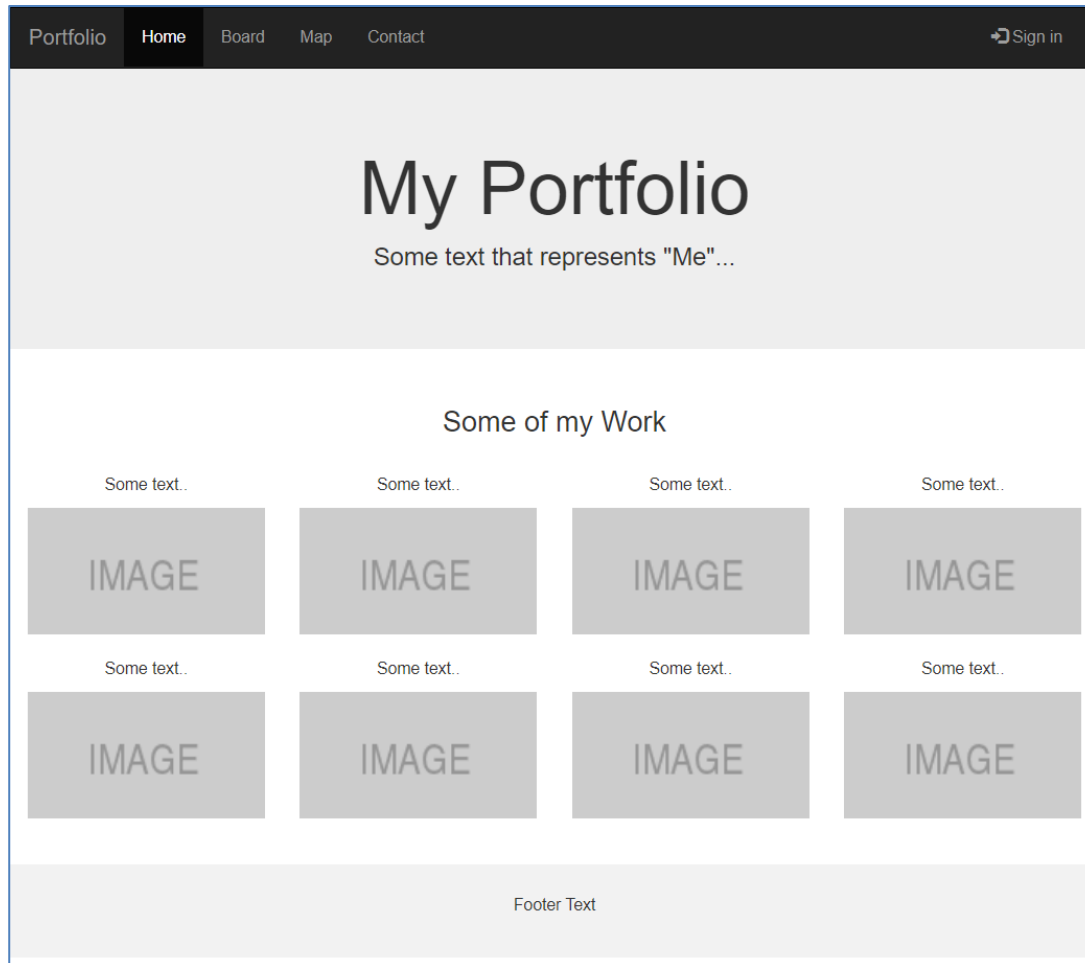 Portfolio Home Board Map Contact Sign in
My Portfolio
Some text that represents "Me"...
Some of my Work
Some text.. Some text.. Some text.. Some text..
IMAGE IMAGE IMAGE IMAGE
Some text.. Some text.. Some text.. Some text..
IMAGE IMAGE IMAGE IMAGE
Footer Text